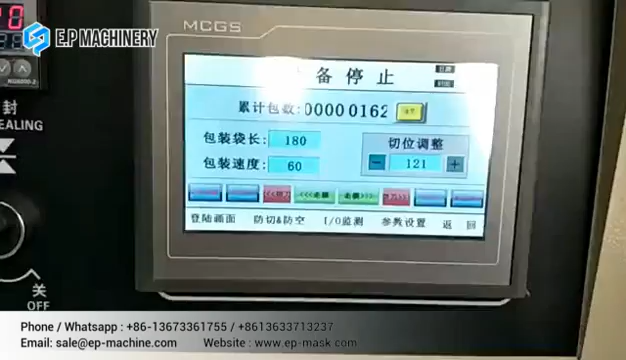 MCGS
E.P MACHINERY
备停止
累计包数:00000162
封
EALING
包装袋长: 180
切位调整
包装速度: 60
- 121 +
登陆画面 防切&防空 I/O监测 参数设置 返 回
关
OFF
Phone / Whatsapp : +86-13673361755 / +8613633713237
Email: sale@ep-machine.com Website : www.ep-mask.com